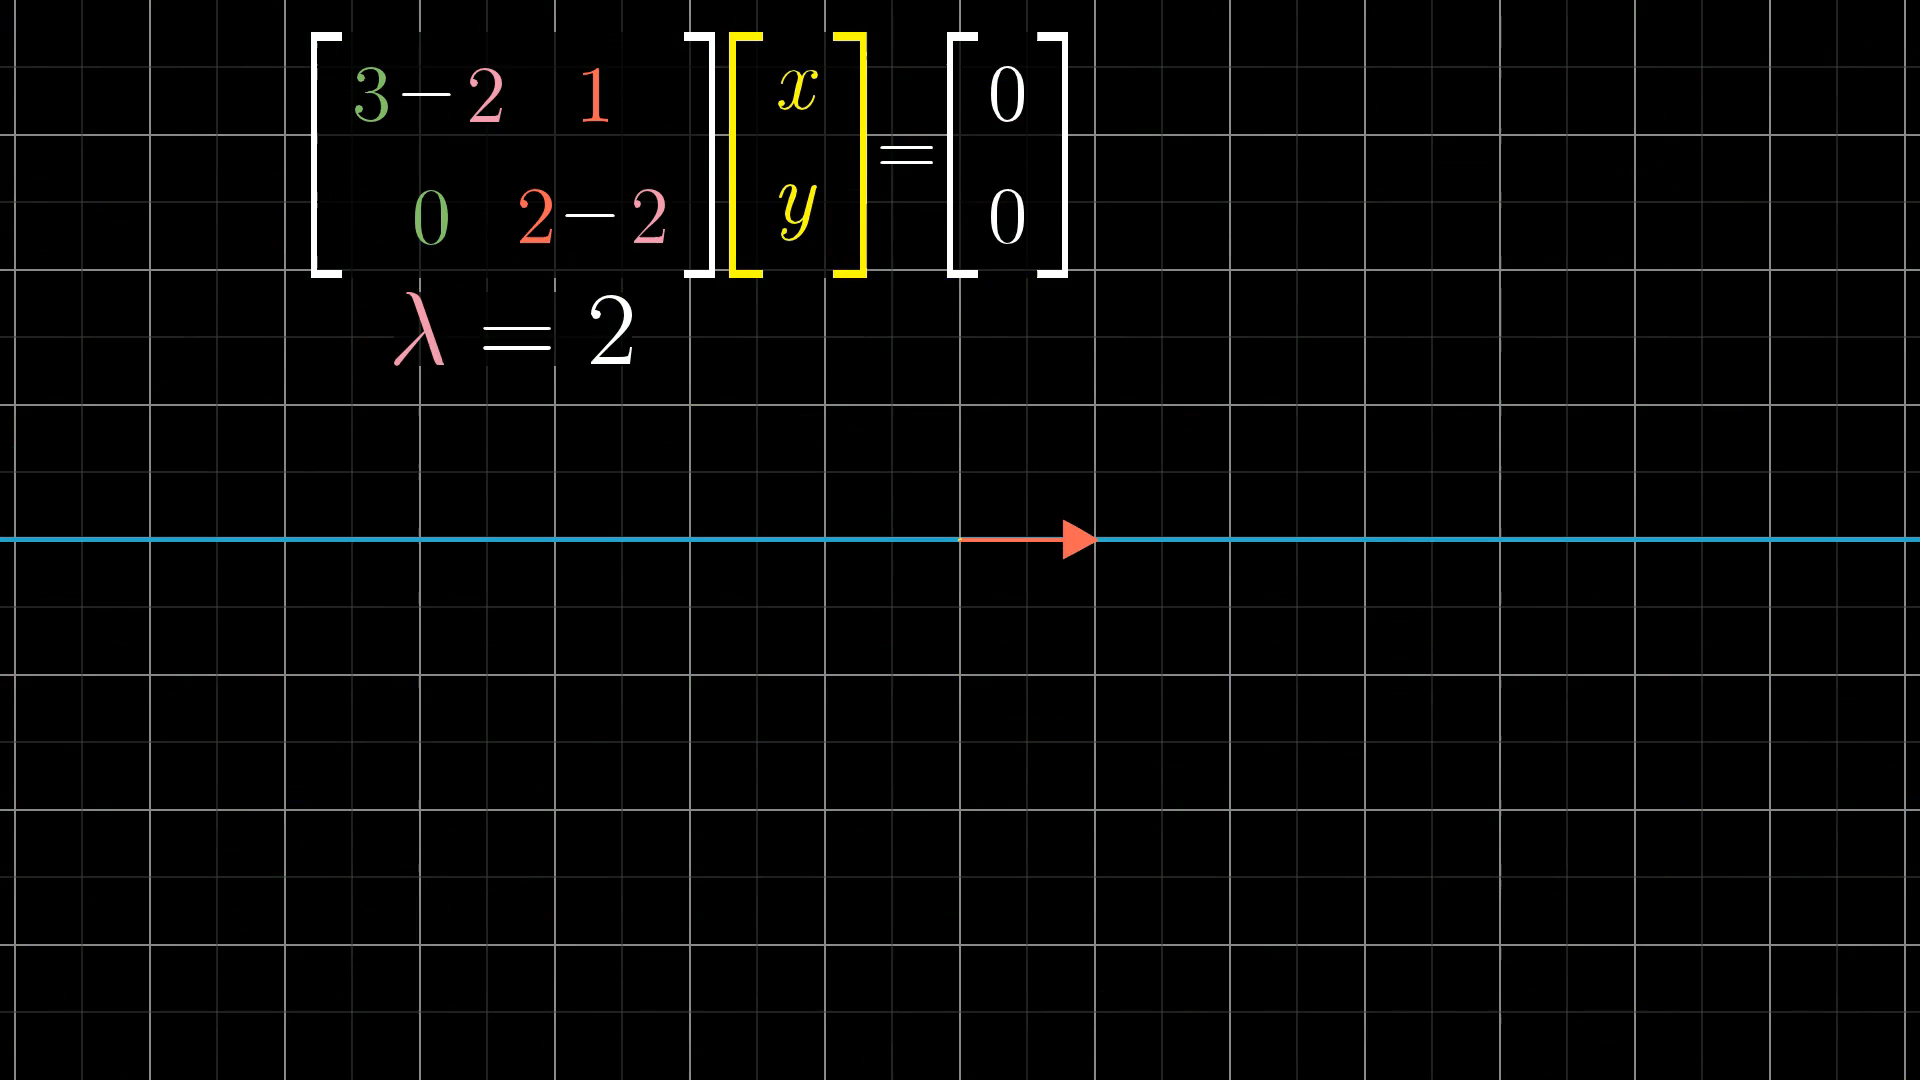 [3−2 1] [x] = [0]
[0 2−2] [y] [0]
λ = 2